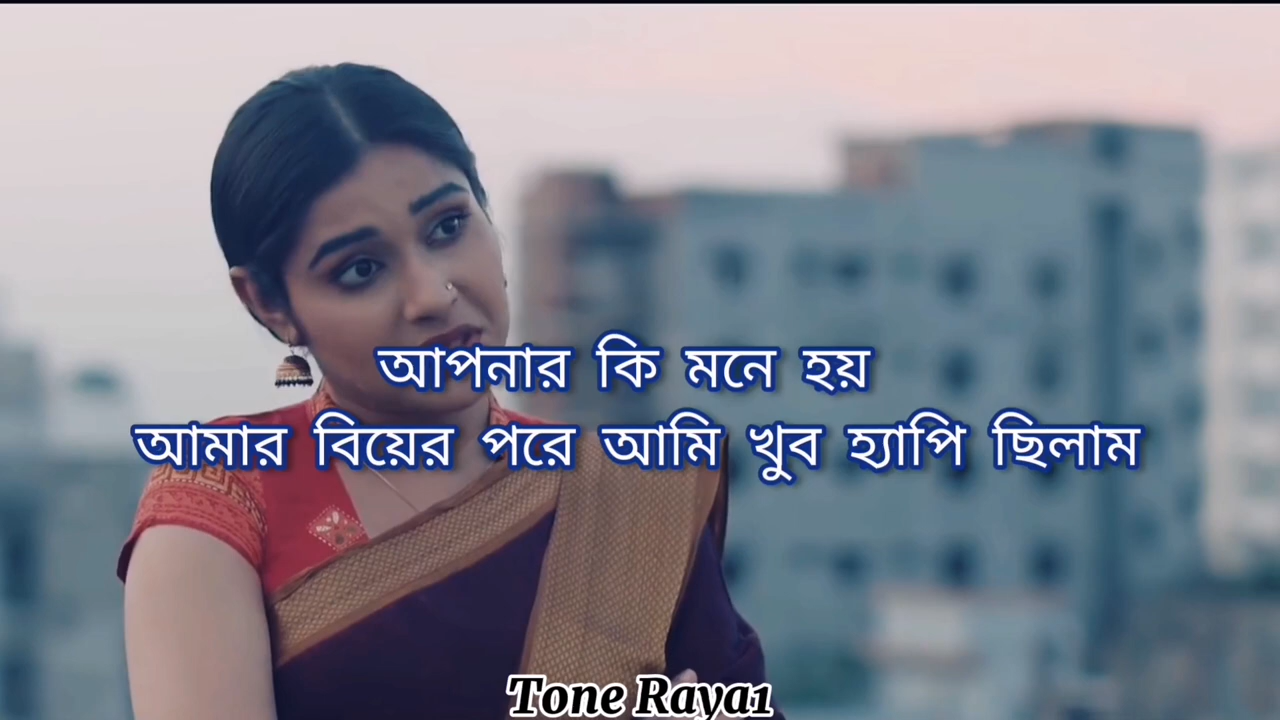 আপনার কি মনে হয়
আমার বিয়ের পরে আমি খুব হ্যাপি ছিলাম
Tone Raya1